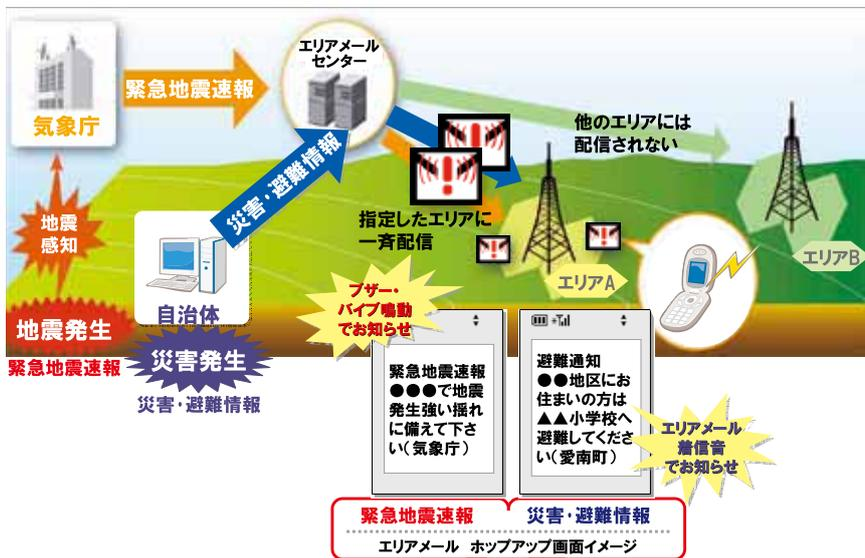 エリアメール
センター
緊急地震速報
気象庁
災害・避難情報
他のエリアには
配信されない
指定したエリアに
一斉配信
地震
感知
エリアA
エリアB
自治体
ブザー・
バイブ鳴動
でお知らせ
地震発生
緊急地震速報
災害発生
災害・避難情報
緊急地震速報
●●●で地震
発生強い揺れ
に備えて下さ
い(気象庁)
避難通知
●●地区にお
住まいの方は
▲▲小学校へ
避難してくださ
い(愛南町)
エリアメール
着信音
でお知らせ
緊急地震速報
災害・避難情報
エリアメール ホップアップ画面イメージ